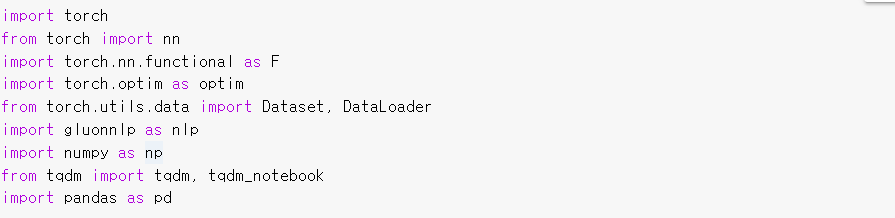 import torch
from torch import nn
import torch.nn.functional as F
import torch.optim as optim
from torch.utils.data import Dataset, DataLoader
import gluonnlp as nlp
import numpy as np
from tqdm import tqdm, tqdm_notebook
import pandas as pd